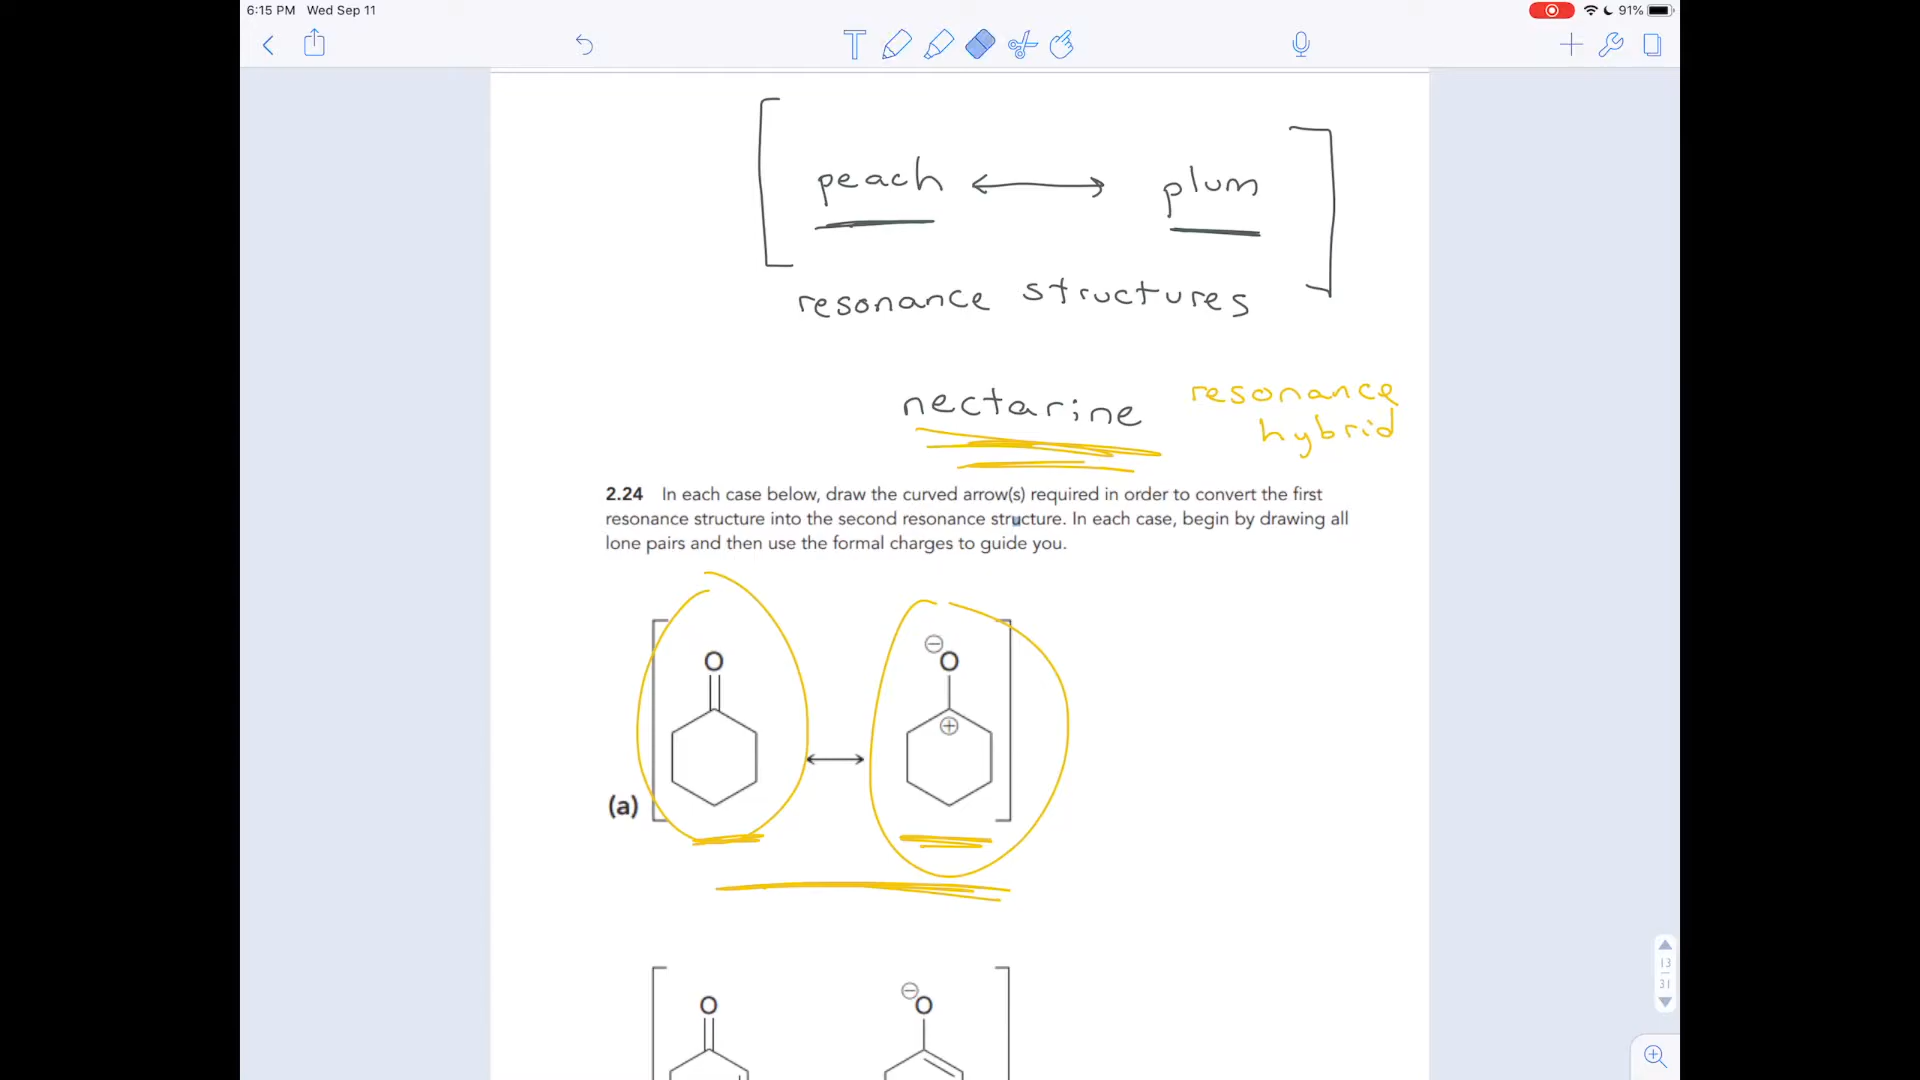 6:15 PM Wed Sep 11
91%
T
peach plum
resonance structures
nectarine resonance
hybrid
2.24 In each case below, draw the curved arrow(s) required in order to convert the first
resonance structure into the second resonance structure. In each case, begin by drawing all
lone pairs and then use the formal charges to guide you.
⊖
O O
⊕
(a)
13
31
⊖
O O